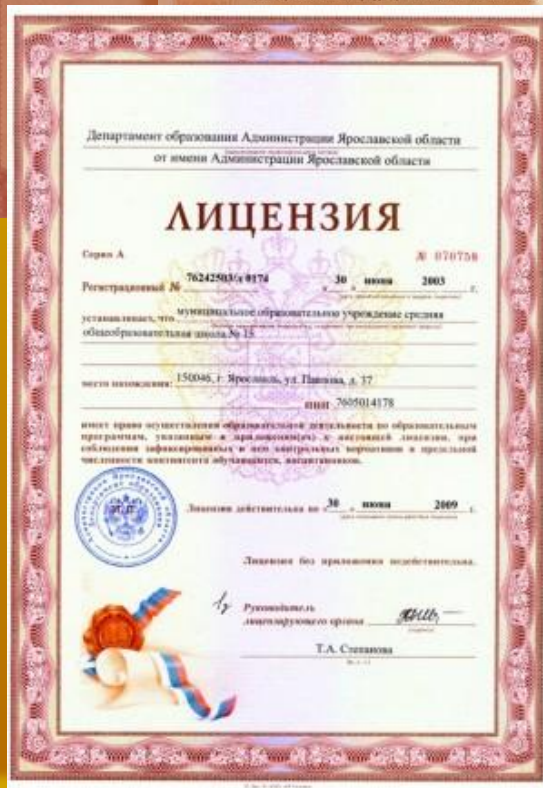 Департамент образования Администрации Ярославской области
от имени Администрации Ярославской области
ЛИЦЕНЗИЯ
Серия А № 070758
Регистрационный № « 30 » июня 2003 г.
устанавливает, что муниципальное образовательное учреждение средняя
общеобразовательная школа № 15
место нахождения: 150046, г. Ярославль, ул. Павлова, д. 37
ИНН 7605014178
имеет право осуществления образовательной деятельности по образовательным
программам, указанным в приложении(ях) к настоящей лицензии, при
соблюдении зафиксированных в нем контрольных нормативов и предельной
численности контингента обучающихся, воспитанников.
М.П.
Лицензия действительна по « 30 » июня 2009 г.
Лицензия без приложения недействительна.
Руководитель
лицензирующего органа
Т.А. Степанова